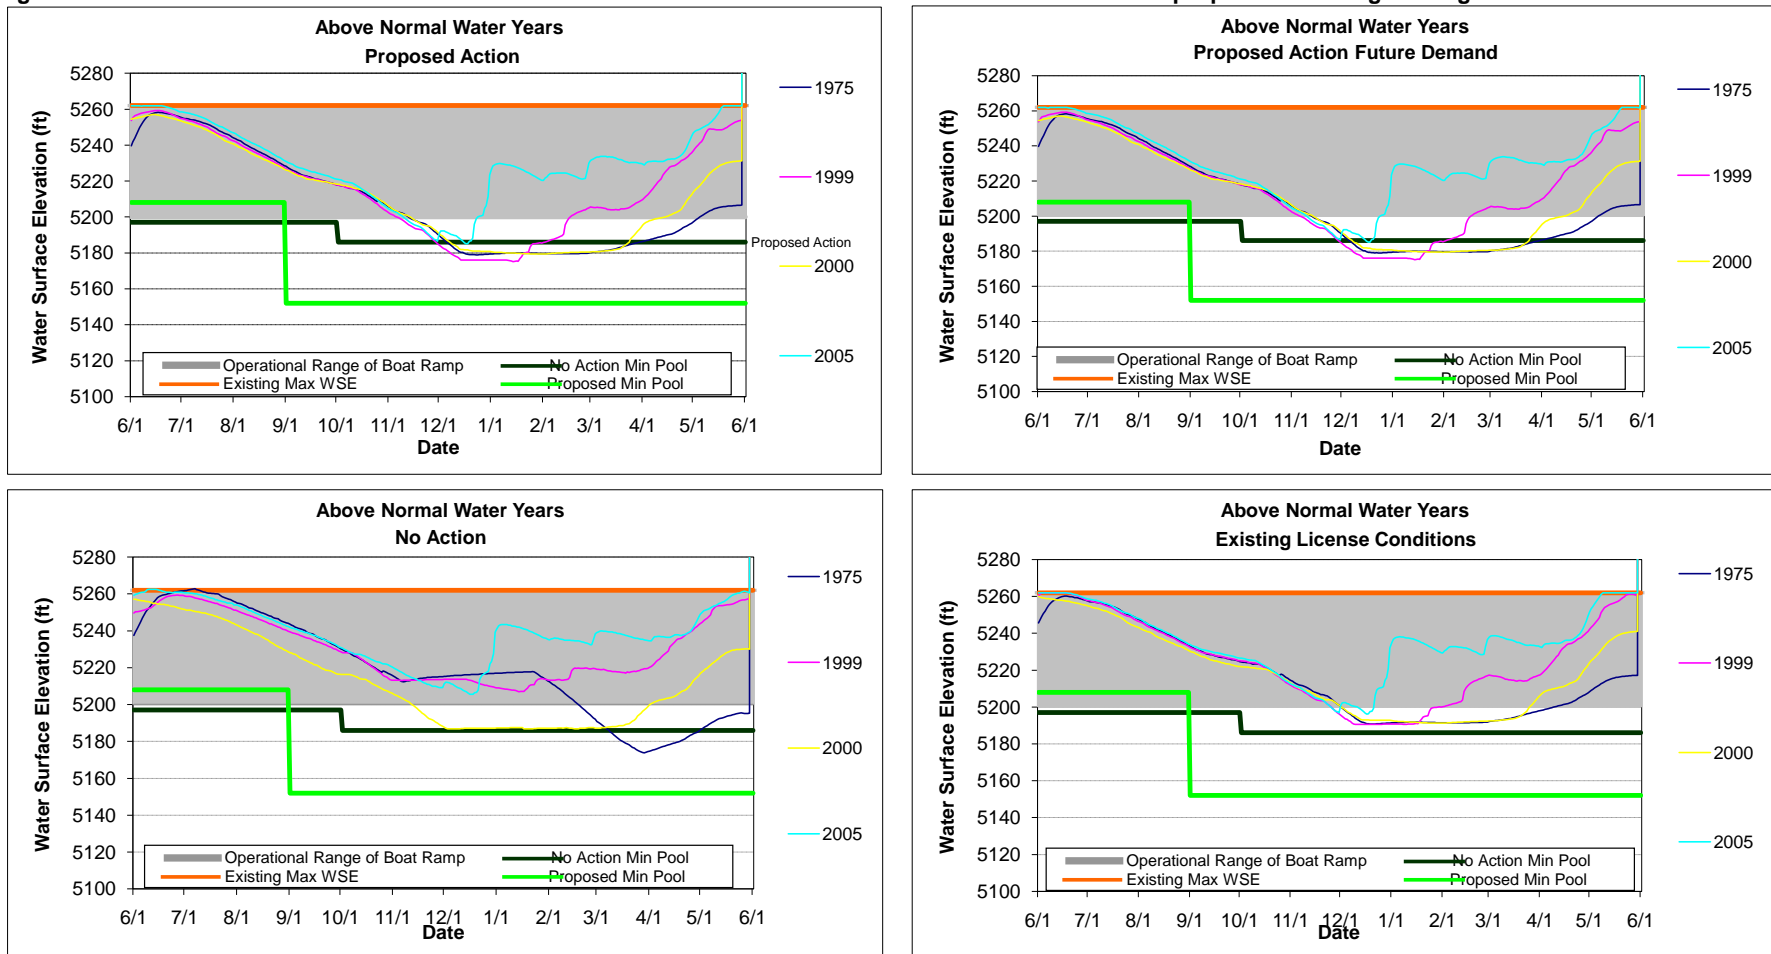 Above Normal Water Years
Proposed Action
Water Surface Elevation (ft)
5280
5260
5240
5220
5200
5180
5160
5140
5120
5100
6/1 7/1 8/1 9/1 10/1 11/1 12/1 1/1 2/1 3/1 4/1 5/1 6/1
Date
Operational Range of Boat Ramp
No Action Min Pool
Existing Max WSE
Proposed Min Pool
Proposed Action
1975
1999
2000
2005
Above Normal Water Years
Proposed Action Future Demand
Water Surface Elevation (ft)
5280
5260
5240
5220
5200
5180
5160
5140
5120
5100
6/1 7/1 8/1 9/1 10/1 11/1 12/1 1/1 2/1 3/1 4/1 5/1 6/1
Date
Operational Range of Boat Ramp
No Action Min Pool
Existing Max WSE
Proposed Min Pool
1975
1999
2000
2005
Above Normal Water Years
No Action
Water Surface Elevation (ft)
5280
5260
5240
5220
5200
5180
5160
5140
5120
5100
6/1 7/1 8/1 9/1 10/1 11/1 12/1 1/1 2/1 3/1 4/1 5/1 6/1
Date
Operational Range of Boat Ramp
No Action Min Pool
Existing Max WSE
Proposed Min Pool
1975
1999
2000
2005
Above Normal Water Years
Existing License Conditions
Water Surface Elevation (ft)
5280
5260
5240
5220
5200
5180
5160
5140
5120
5100
6/1 7/1 8/1 9/1 10/1 11/1 12/1 1/1 2/1 3/1 4/1 5/1 6/1
Date
Operational Range of Boat Ramp
No Action Min Pool
Existing Max WSE
Proposed Min Pool
1975
1999
2000
2005